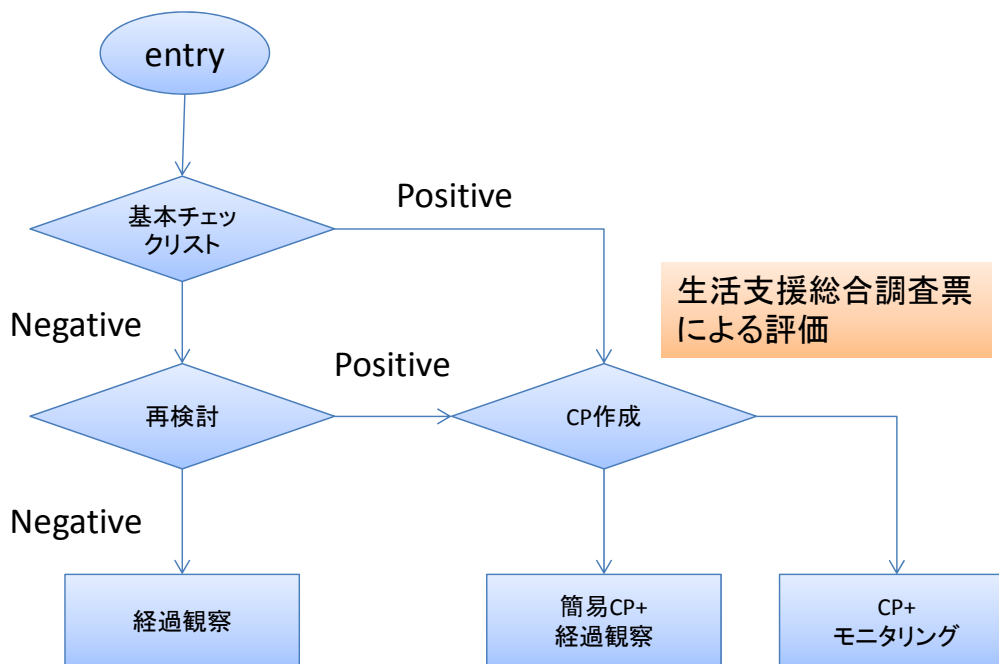 entry
基本チェッ
クリスト
Positive
生活支援総合調査票
による評価
Negative
Positive
再検討
CP作成
Negative
経過観察
簡易CP+
経過観察
CP+
モニタリング